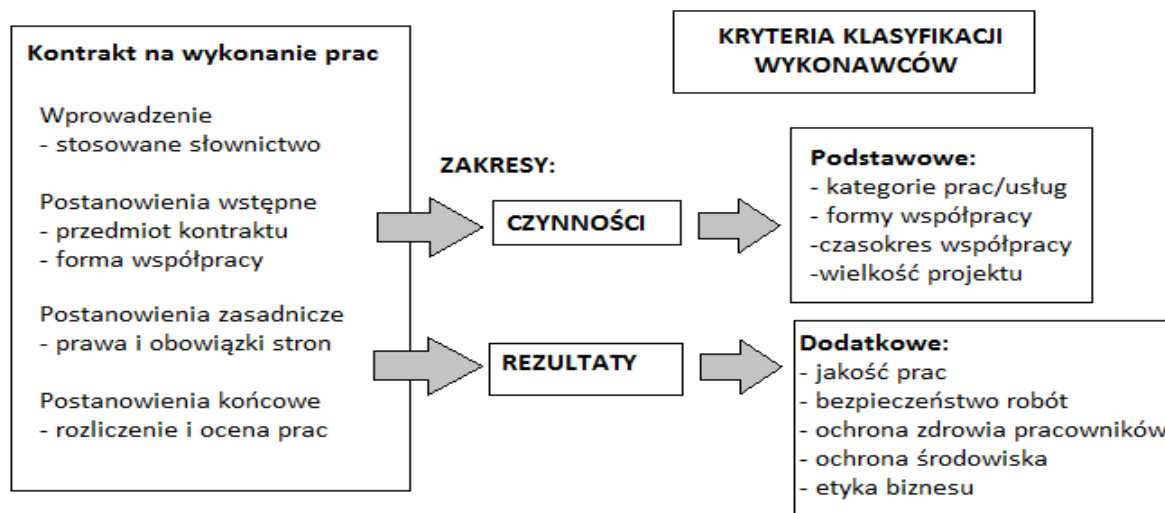 Kontrakt na wykonanie prac
Wprowadzenie
- stosowane słownictwo
Postanowienia wstępne
- przedmiot kontraktu
- forma współpracy
Postanowienia zasadnicze
- prawa i obowiązki stron
Postanowienia końcowe
- rozliczenie i ocena prac
ZAKRESY:
CZYNNOŚCI
REZULTATY
KRYTERIA KLASYFIKACJI
WYKONAWCÓW
Podstawowe:
- kategorie prac/usług
- formy współpracy
-czasokres współpracy
-wielkość projektu
Dodatkowe:
- jakość prac
- bezpieczeństwo robót
- ochrona zdrowia pracowników
- ochrona środowiska
- etyka biznesu